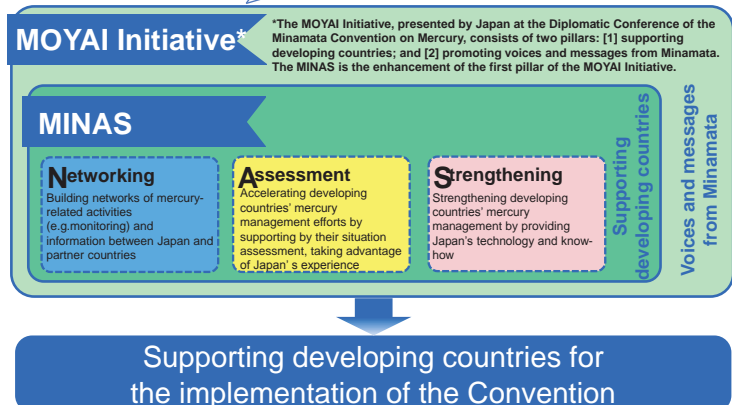 MOYAI Initiative*
*The MOYAI Initiative, presented by Japan at the Diplomatic Conference of the
Minamata Convention on Mercury, consists of two pillars: [1] supporting
developing countries; and [2] promoting voices and messages from Minamata.
The MINAS is the enhancement of the first pillar of the MOYAI Initiative.
MINAS
Networking
Building networks of mercury-
related activities
(e.g.monitoring) and
information between Japan and
partner countries
Assessment
Accelerating developing
countries' mercury
management efforts by
supporting by their situation
assessment, taking advantage
of Japan' s experience
Strengthening
Strengthening developing
countries' mercury
management by providing
Japan's technology and know-
how
Supporting
developing countries
Voices and messages
from Minamata
Supporting developing countries for
the implementation of the Convention